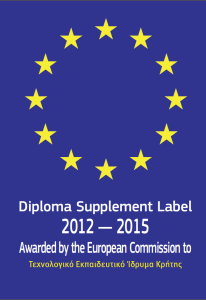 Diploma Supplement Label
2012 — 2015
Awarded by the European Commission to
Τεχνολογικό Εκπαιδευτικό Ίδρυμα Κρήτης